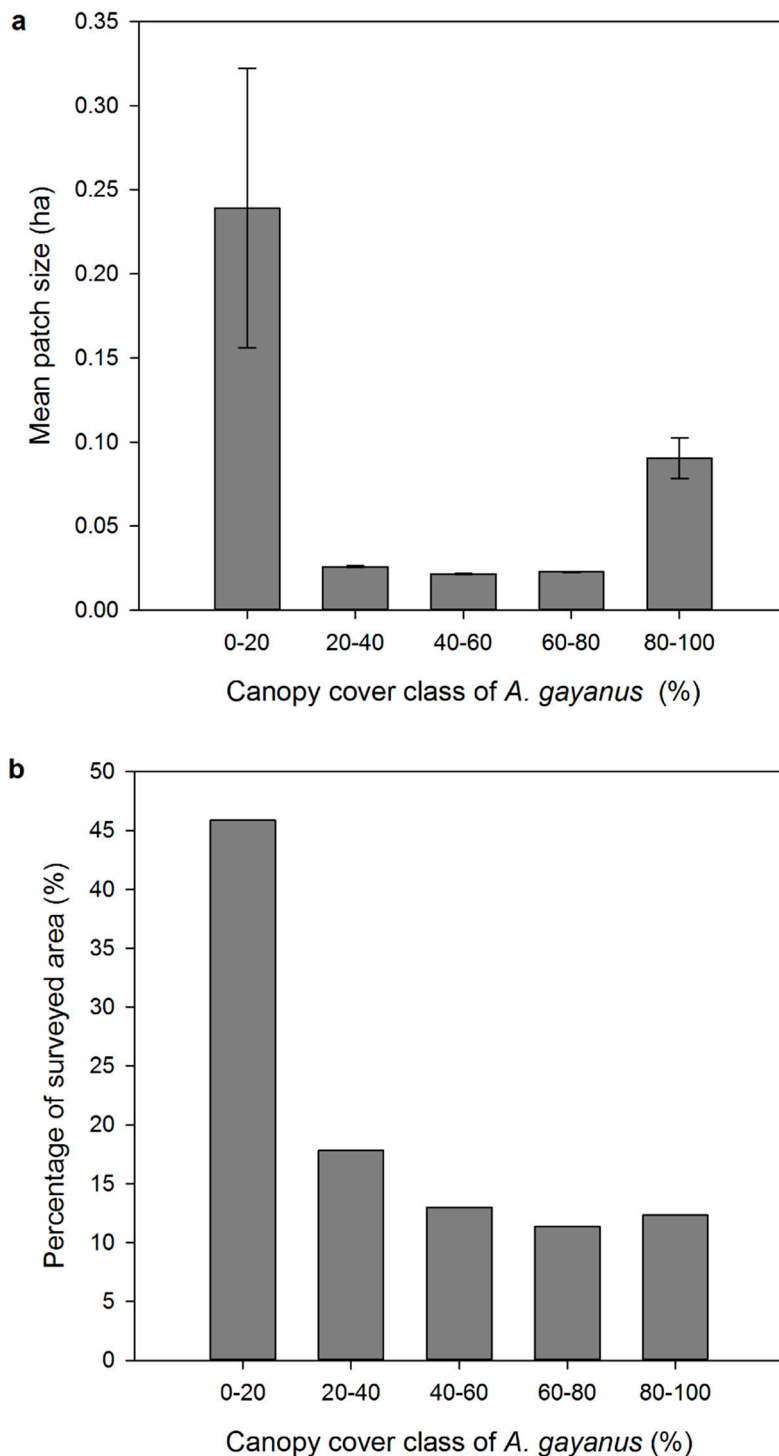 a
0.35
0.30
0.25
0.20
0.15
0.10
0.05
0.00
Mean patch size (ha)
0-20 20-40 40-60 60-80 80-100
Canopy cover class of A. gayanus (%)
b
50
45
40
35
30
25
20
15
10
5
0
Percentage of surveyed area (%)
0-20 20-40 40-60 60-80 80-100
Canopy cover class of A. gayanus (%)